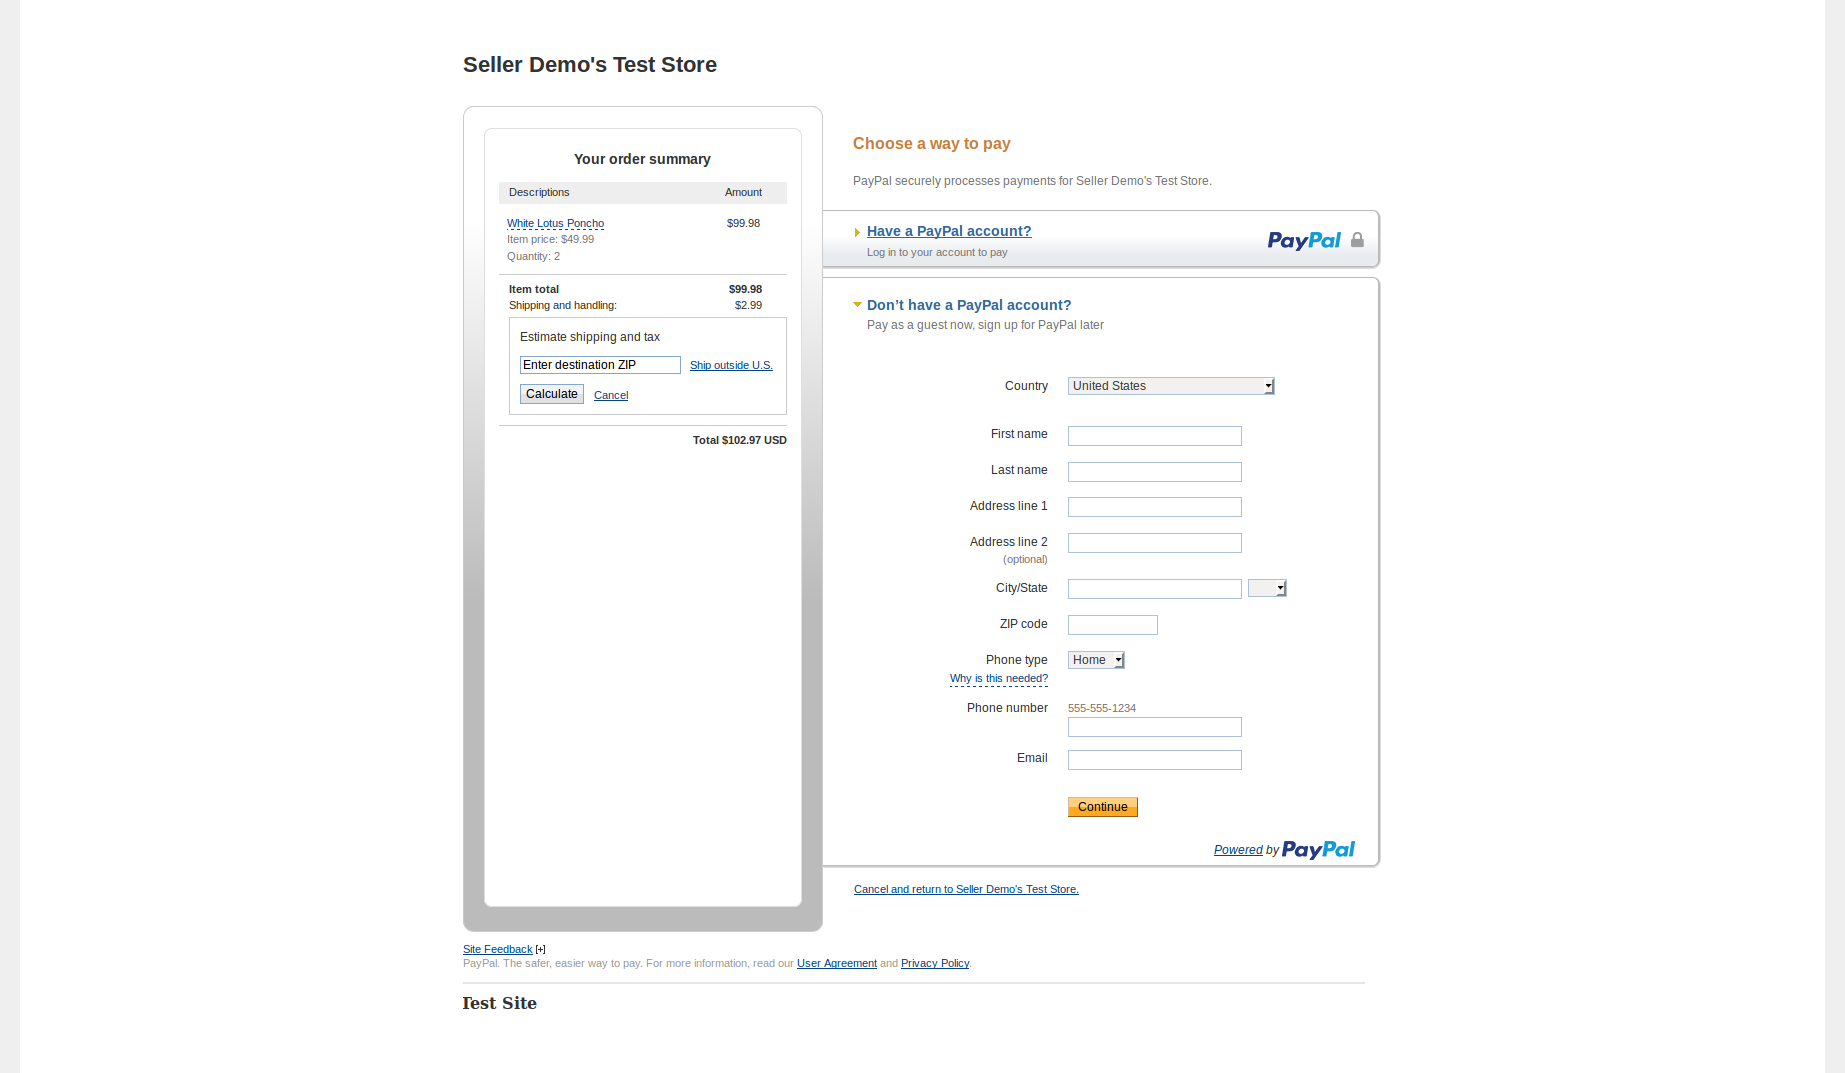 Seller Demo's Test Store
Your order summary
Descriptions Amount
White Lotus Poncho $99.98
Item price: $49.99
Quantity: 2
Item total $99.98
Shipping and handling: $2.99
Estimate shipping and tax
Enter destination ZIP Ship outside U.S.
Calculate Cancel
Total $102.97 USD
Choose a way to pay
PayPal securely processes payments for Seller Demo's Test Store.
Have a PayPal account?
Log in to your account to pay
PayPal
Don’t have a PayPal account?
Pay as a guest now, sign up for PayPal later
Country United States
First name
Last name
Address line 1
Address line 2
(optional)
City/State
ZIP code
Phone type Home
Why is this needed?
Phone number 555-555-1234
Email
Continue
Powered by PayPal
Cancel and return to Seller Demo's Test Store.
Site Feedback [+]
PayPal. The safer, easier way to pay. For more information, read our User Agreement and Privacy Policy.
Test Site